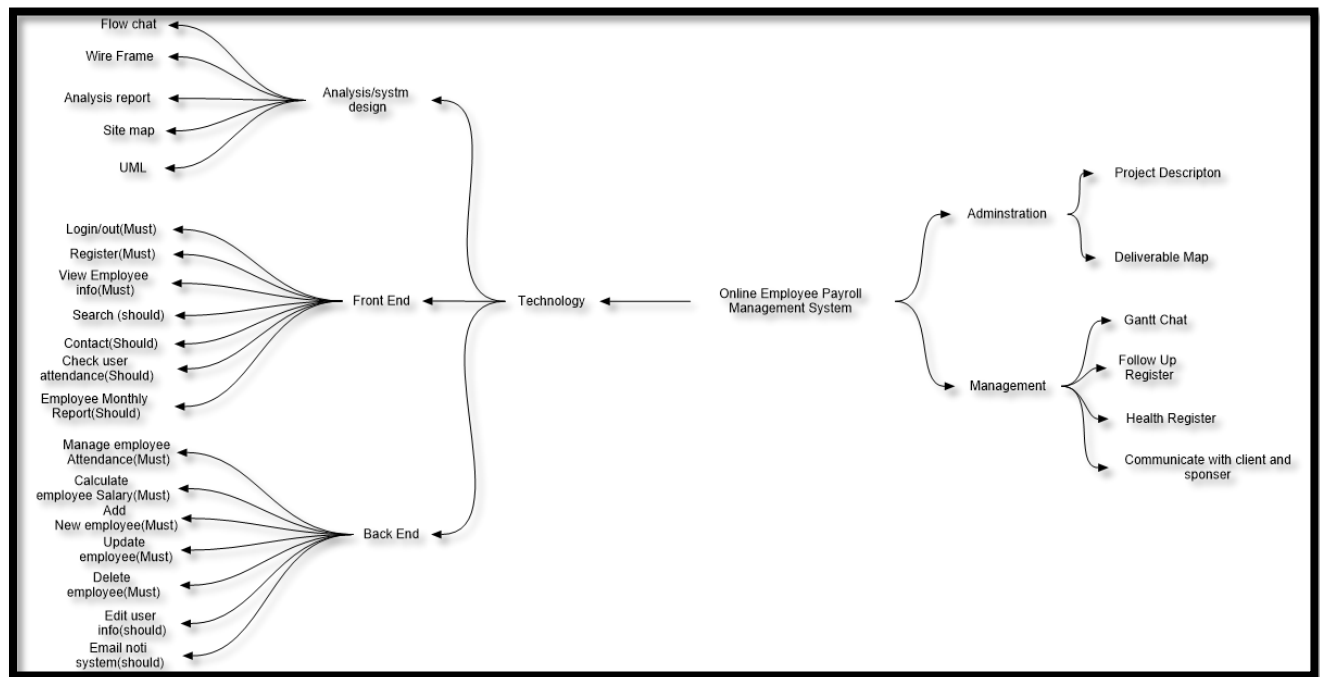 Flow chat
Wire Frame
Analysis report
Site map
UML
Analysis/systm
design
Login/out(Must)
Register(Must)
View Employee
info(Must)
Search (should)
Contact(Should)
Check user
attendance(Should)
Employee Monthly
Report(Should)
Front End
Manage employee
Attendance(Must)
Calculate
employee Salary(Must)
Add
New employee(Must)
Update
employee(Must)
Delete
employee(Must)
Edit user
info(should)
Email noti
system(should)
Back End
Technology
Online Employee Payroll
Management System
Adminstration
Project Descripton
Deliverable Map
Management
Gantt Chat
Follow Up
Register
Health Register
Communicate with client and
sponser